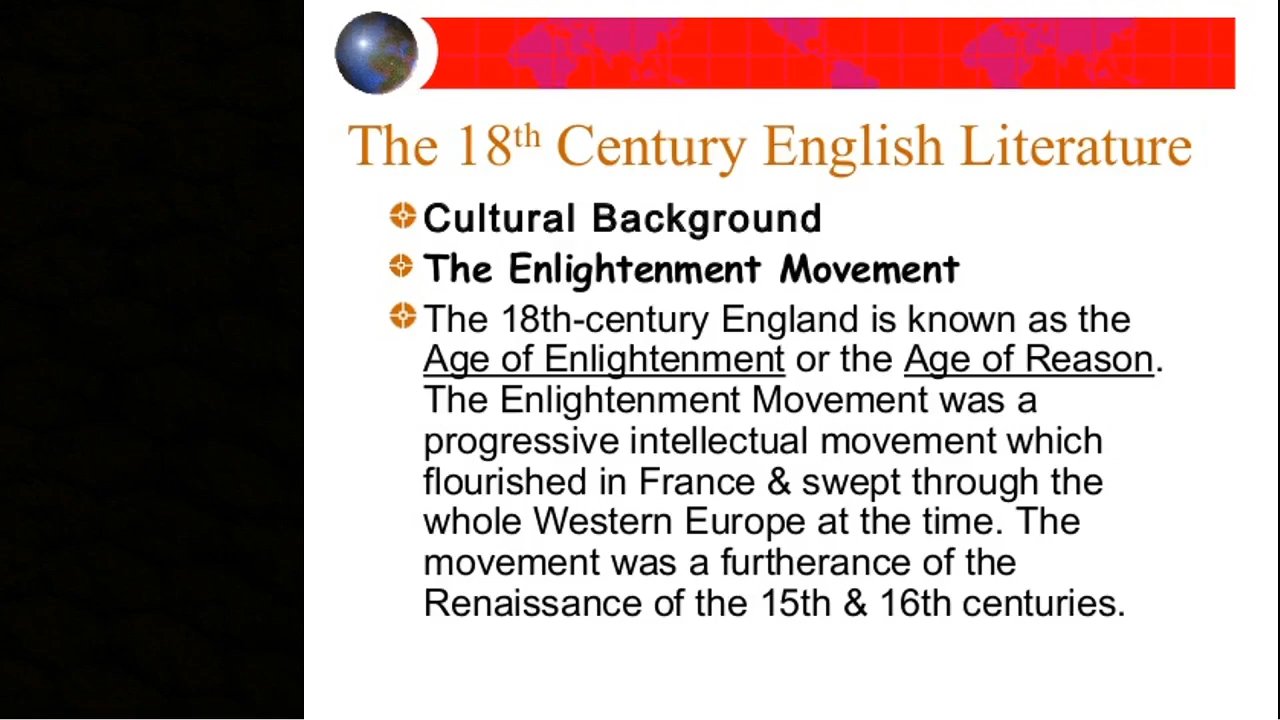 The 18th Century English Literature
Cultural Background
The Enlightenment Movement
The 18th-century England is known as the
Age of Enlightenment or the Age of Reason.
The Enlightenment Movement was a
progressive intellectual movement which
flourished in France & swept through the
whole Western Europe at the time. The
movement was a furtherance of the
Renaissance of the 15th & 16th centuries.